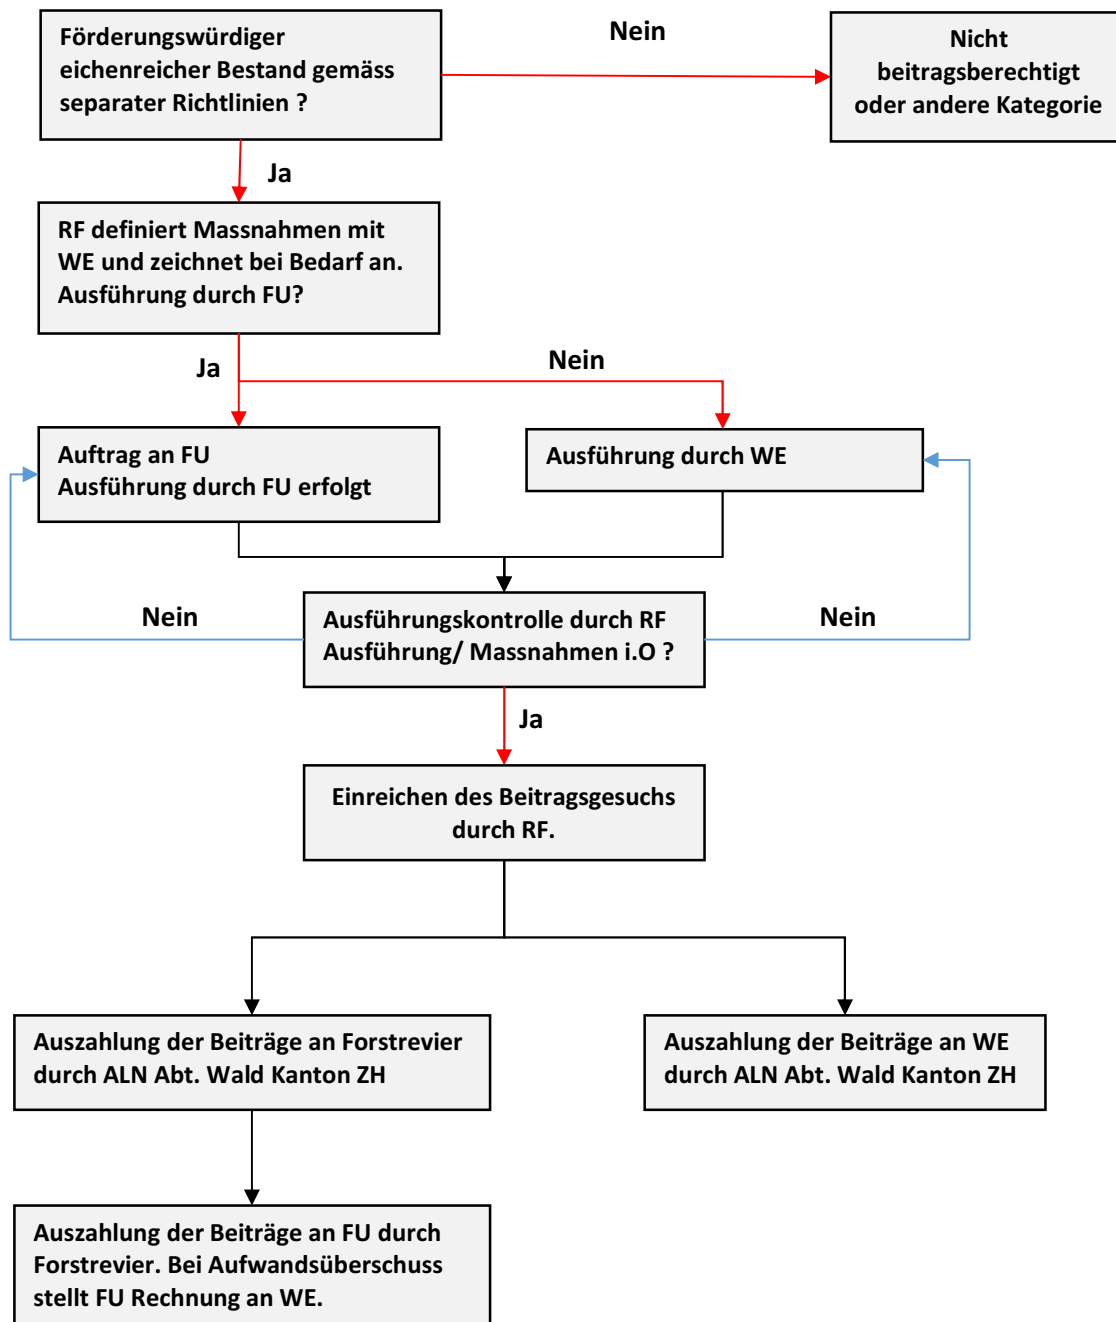 Förderungswürdiger
eichenreicher Bestand gemäss
separater Richtlinien ?
Nein
Nicht
beitragsberechtigt
oder andere Kategorie
Ja
RF definiert Massnahmen mit
WE und zeichnet bei Bedarf an.
Ausführung durch FU?
Ja
Nein
Auftrag an FU
Ausführung durch FU erfolgt
Ausführung durch WE
Nein
Ausführungskontrolle durch RF
Ausführung/ Massnahmen i.O ?
Nein
Ja
Einreichen des Beitragsgesuchs
durch RF.
Auszahlung der Beiträge an Forstrevier
durch ALN Abt. Wald Kanton ZH
Auszahlung der Beiträge an WE
durch ALN Abt. Wald Kanton ZH
Auszahlung der Beiträge an FU durch
Forstrevier. Bei Aufwandsüberschuss
stellt FU Rechnung an WE.